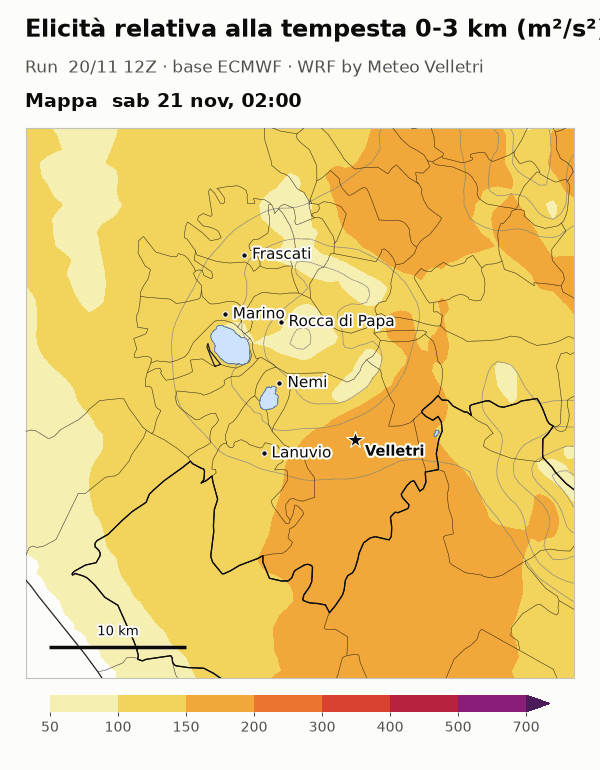 Elicità relativa alla tempesta 0-3 km (m²/s²)
Run  20/11 12Z · base ECMWF · WRF by Meteo Velletri
Mappa  sab 21 nov, 02:00
Frascati
Marino
Rocca di Papa
Nemi
Velletri
Lanuvio
10 km
50 100 150 200 300 400 500 700